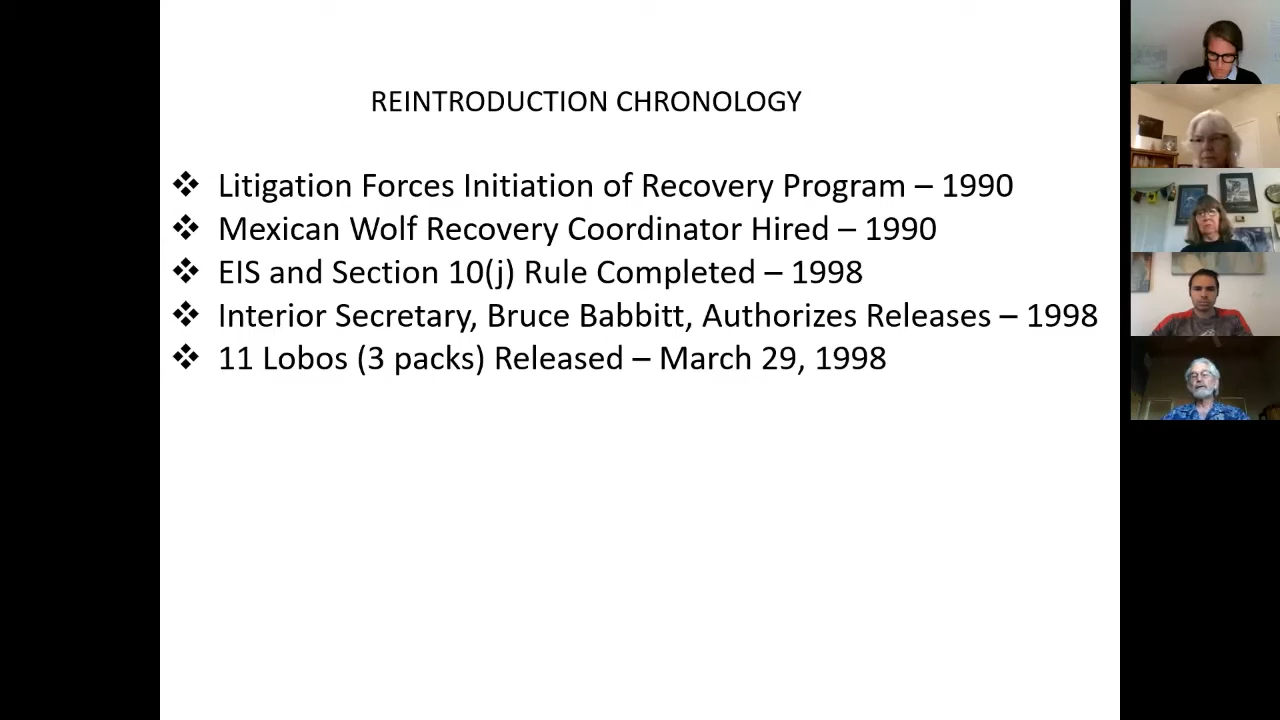 REINTRODUCTION CHRONOLOGY
❖ Litigation Forces Initiation of Recovery Program – 1990
❖ Mexican Wolf Recovery Coordinator Hired – 1990
❖ EIS and Section 10(j) Rule Completed – 1998
❖ Interior Secretary, Bruce Babbitt, Authorizes Releases – 1998
❖ 11 Lobos (3 packs) Released – March 29, 1998